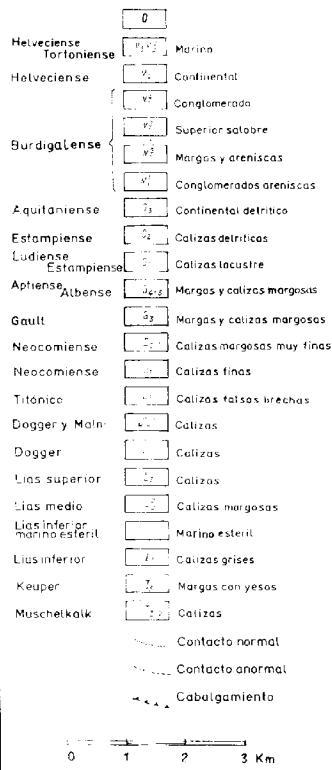 Q
Helveciense
Tortoniense Marino
Helveciense Continental
Conglomerado
Superior salobre
Burdigalense
Margas y areniscas
Conglomerados areniscas
Aquitaniense Continental detrítico
Estampiense Calizas detríticas
Ludiense
Estampiense Calizas lacustre
Aptiense
Albense Margas y calizas margosas
Gault Margas y calizas margosas
Neocomiense Calizas margosas muy finas
Neocomiense Calizas finas
Titónico Calizas falsas brechas
Dogger y Malm Calizas
Dogger Calizas
Lias superior Calizas
Lias medio Calizas margosas
Lias inferior
marino esteril Marino esteril
Lias inferior Calizas grises
Keuper Margas con yesos
Muschelkalk Calizas
Contacto normal
Contacto anormal
Cabalgamiento
0 1 2 3 Km